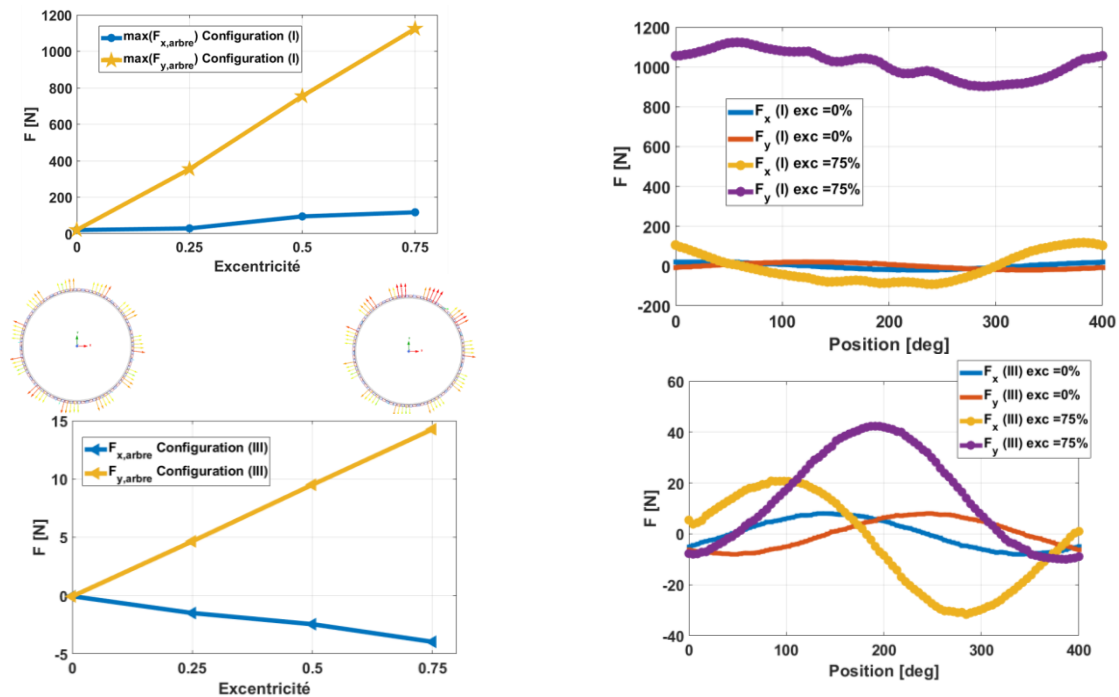 1200
1000
800
600
400
200
0
F [N]
max(F_x,arbre) Configuration (I)
max(F_y,arbre) Configuration (I)
0 0.25 0.5 0.75
Excentricité
1200
1000
800
600
400
200
0
-200
F [N]
F_x (I) exc =0%
F_y (I) exc =0%
F_x (I) exc =75%
F_y (I) exc =75%
0 100 200 300 400
Position [deg]
15
10
5
0
-5
F [N]
F_x,arbre Configuration (III)
F_y,arbre Configuration (III)
0 0.25 0.5 0.75
Excentricité
60
40
20
0
-20
-40
F [N]
F_x (III) exc =0%
F_y (III) exc =0%
F_x (III) exc =75%
F_y (III) exc =75%
0 100 200 300 400
Position [deg]